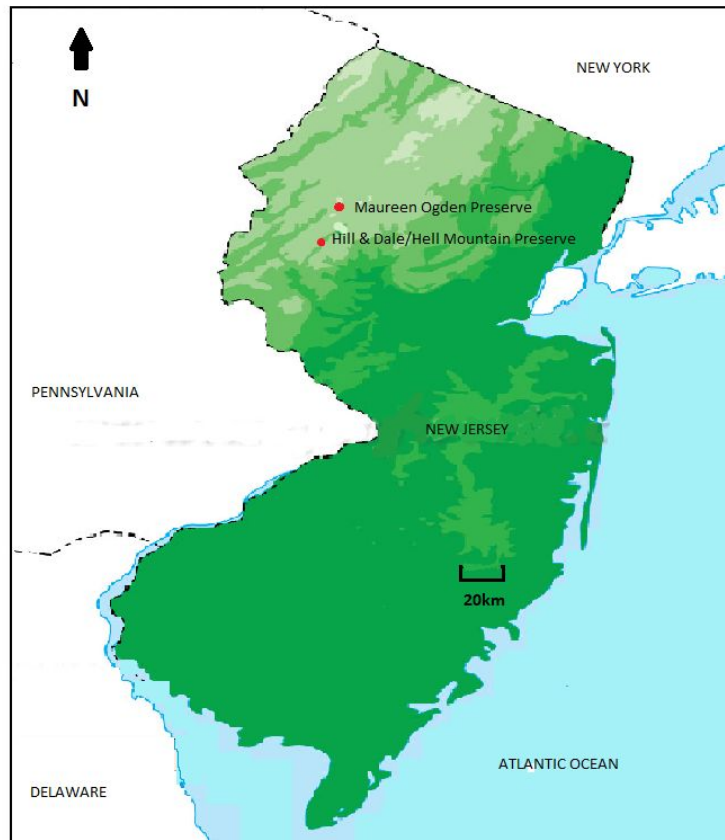 N
NEW YORK
Maureen Ogden Preserve
Hill & Dale/Hell Mountain Preserve
PENNSYLVANIA
NEW JERSEY
20km
ATLANTIC OCEAN
DELAWARE